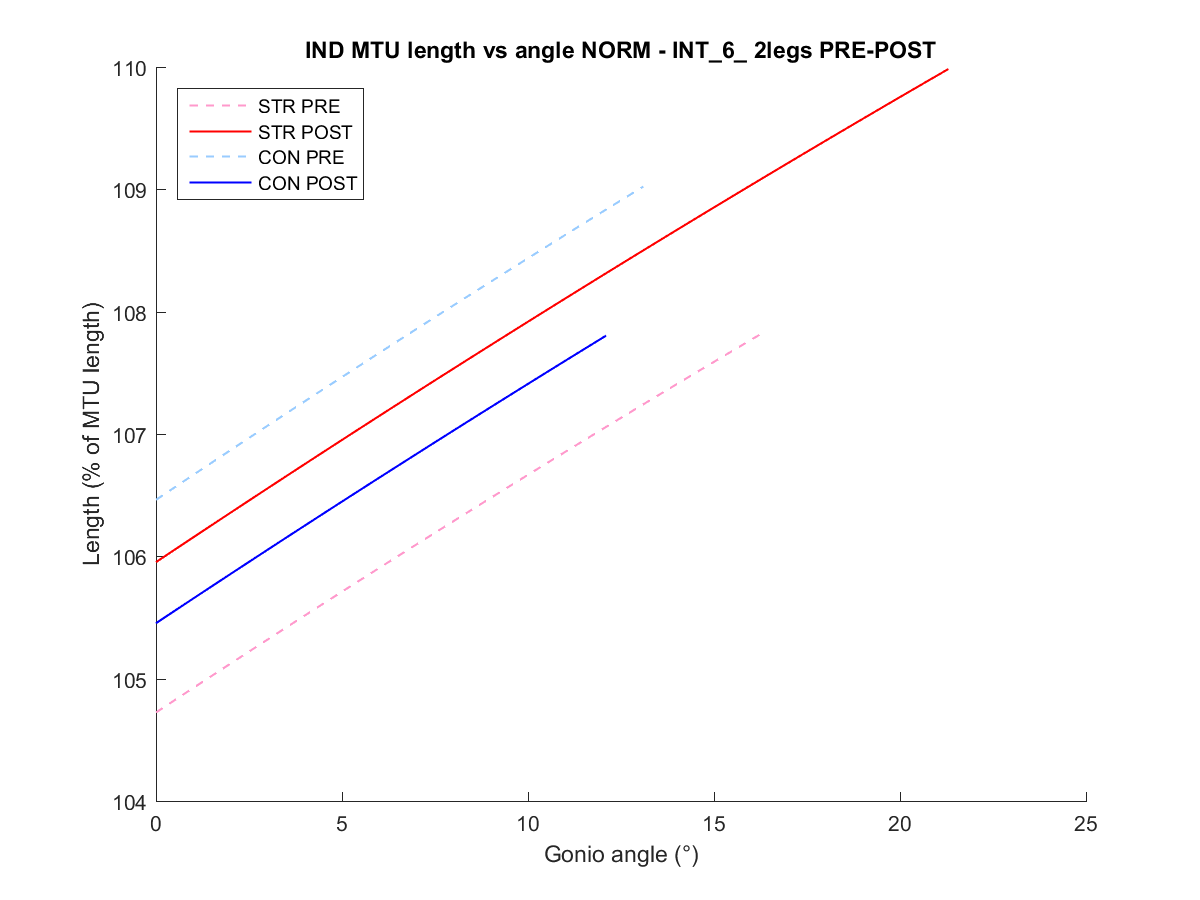 IND MTU length vs angle NORM - INT_6_ 2legs PRE-POST
STR PRE
STR POST
CON PRE
CON POST
Length (% of MTU length)
110
109
108
107
106
105
104
0 5 10 15 20 25
Gonio angle (°)